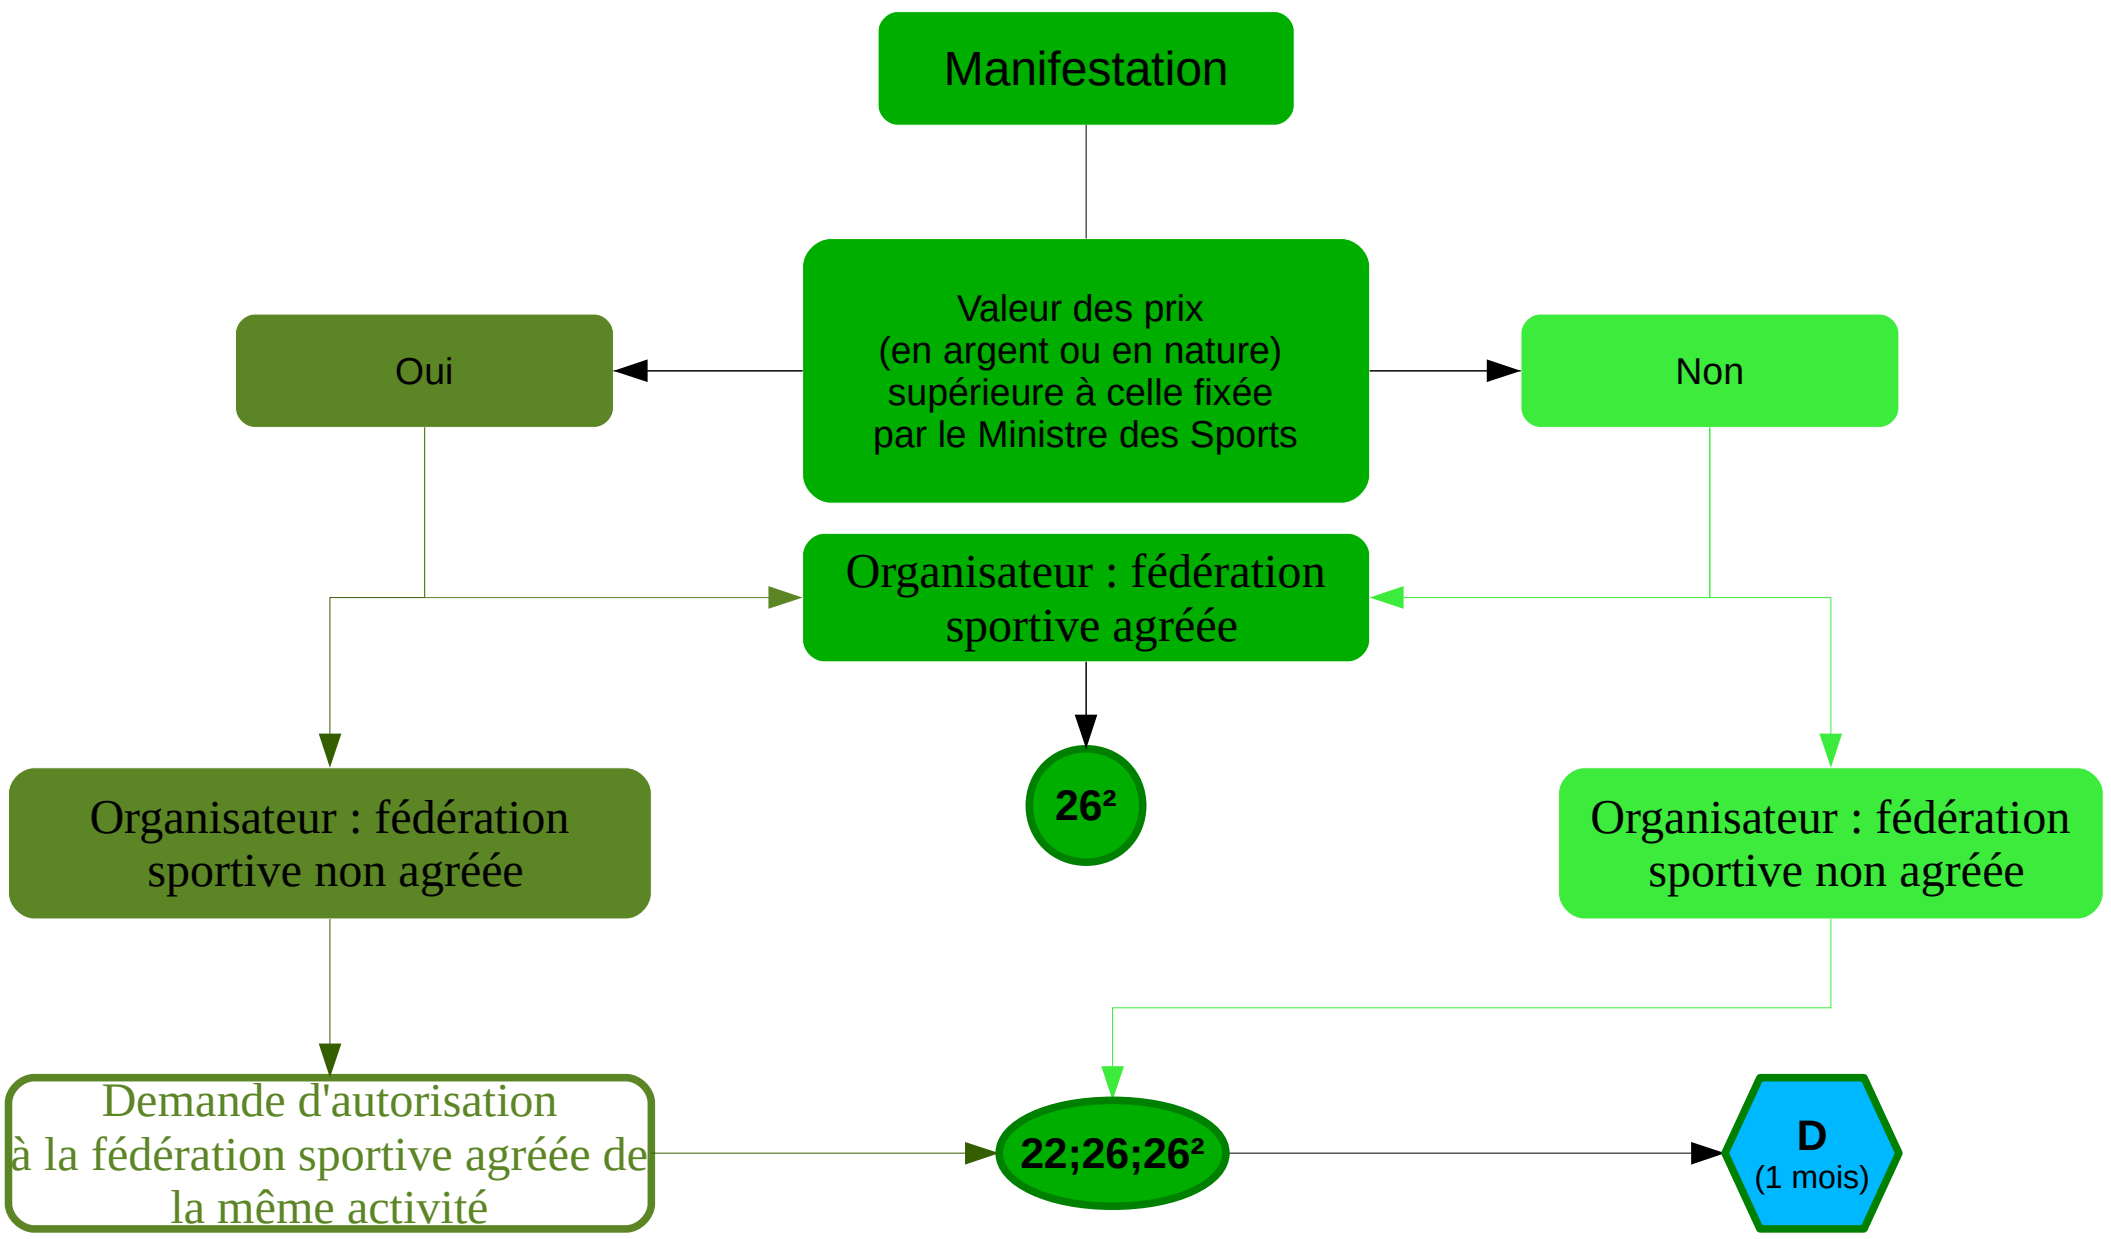 Manifestation
Valeur des prix
(en argent ou en nature)
supérieure à celle fixée
par le Ministre des Sports
Oui
Non
Organisateur : fédération
sportive agréée
26²
Organisateur : fédération
sportive non agréée
Organisateur : fédération
sportive non agréée
Demande d'autorisation
à la fédération sportive agréée de
la même activité
22;26;26²
D
(1 mois)